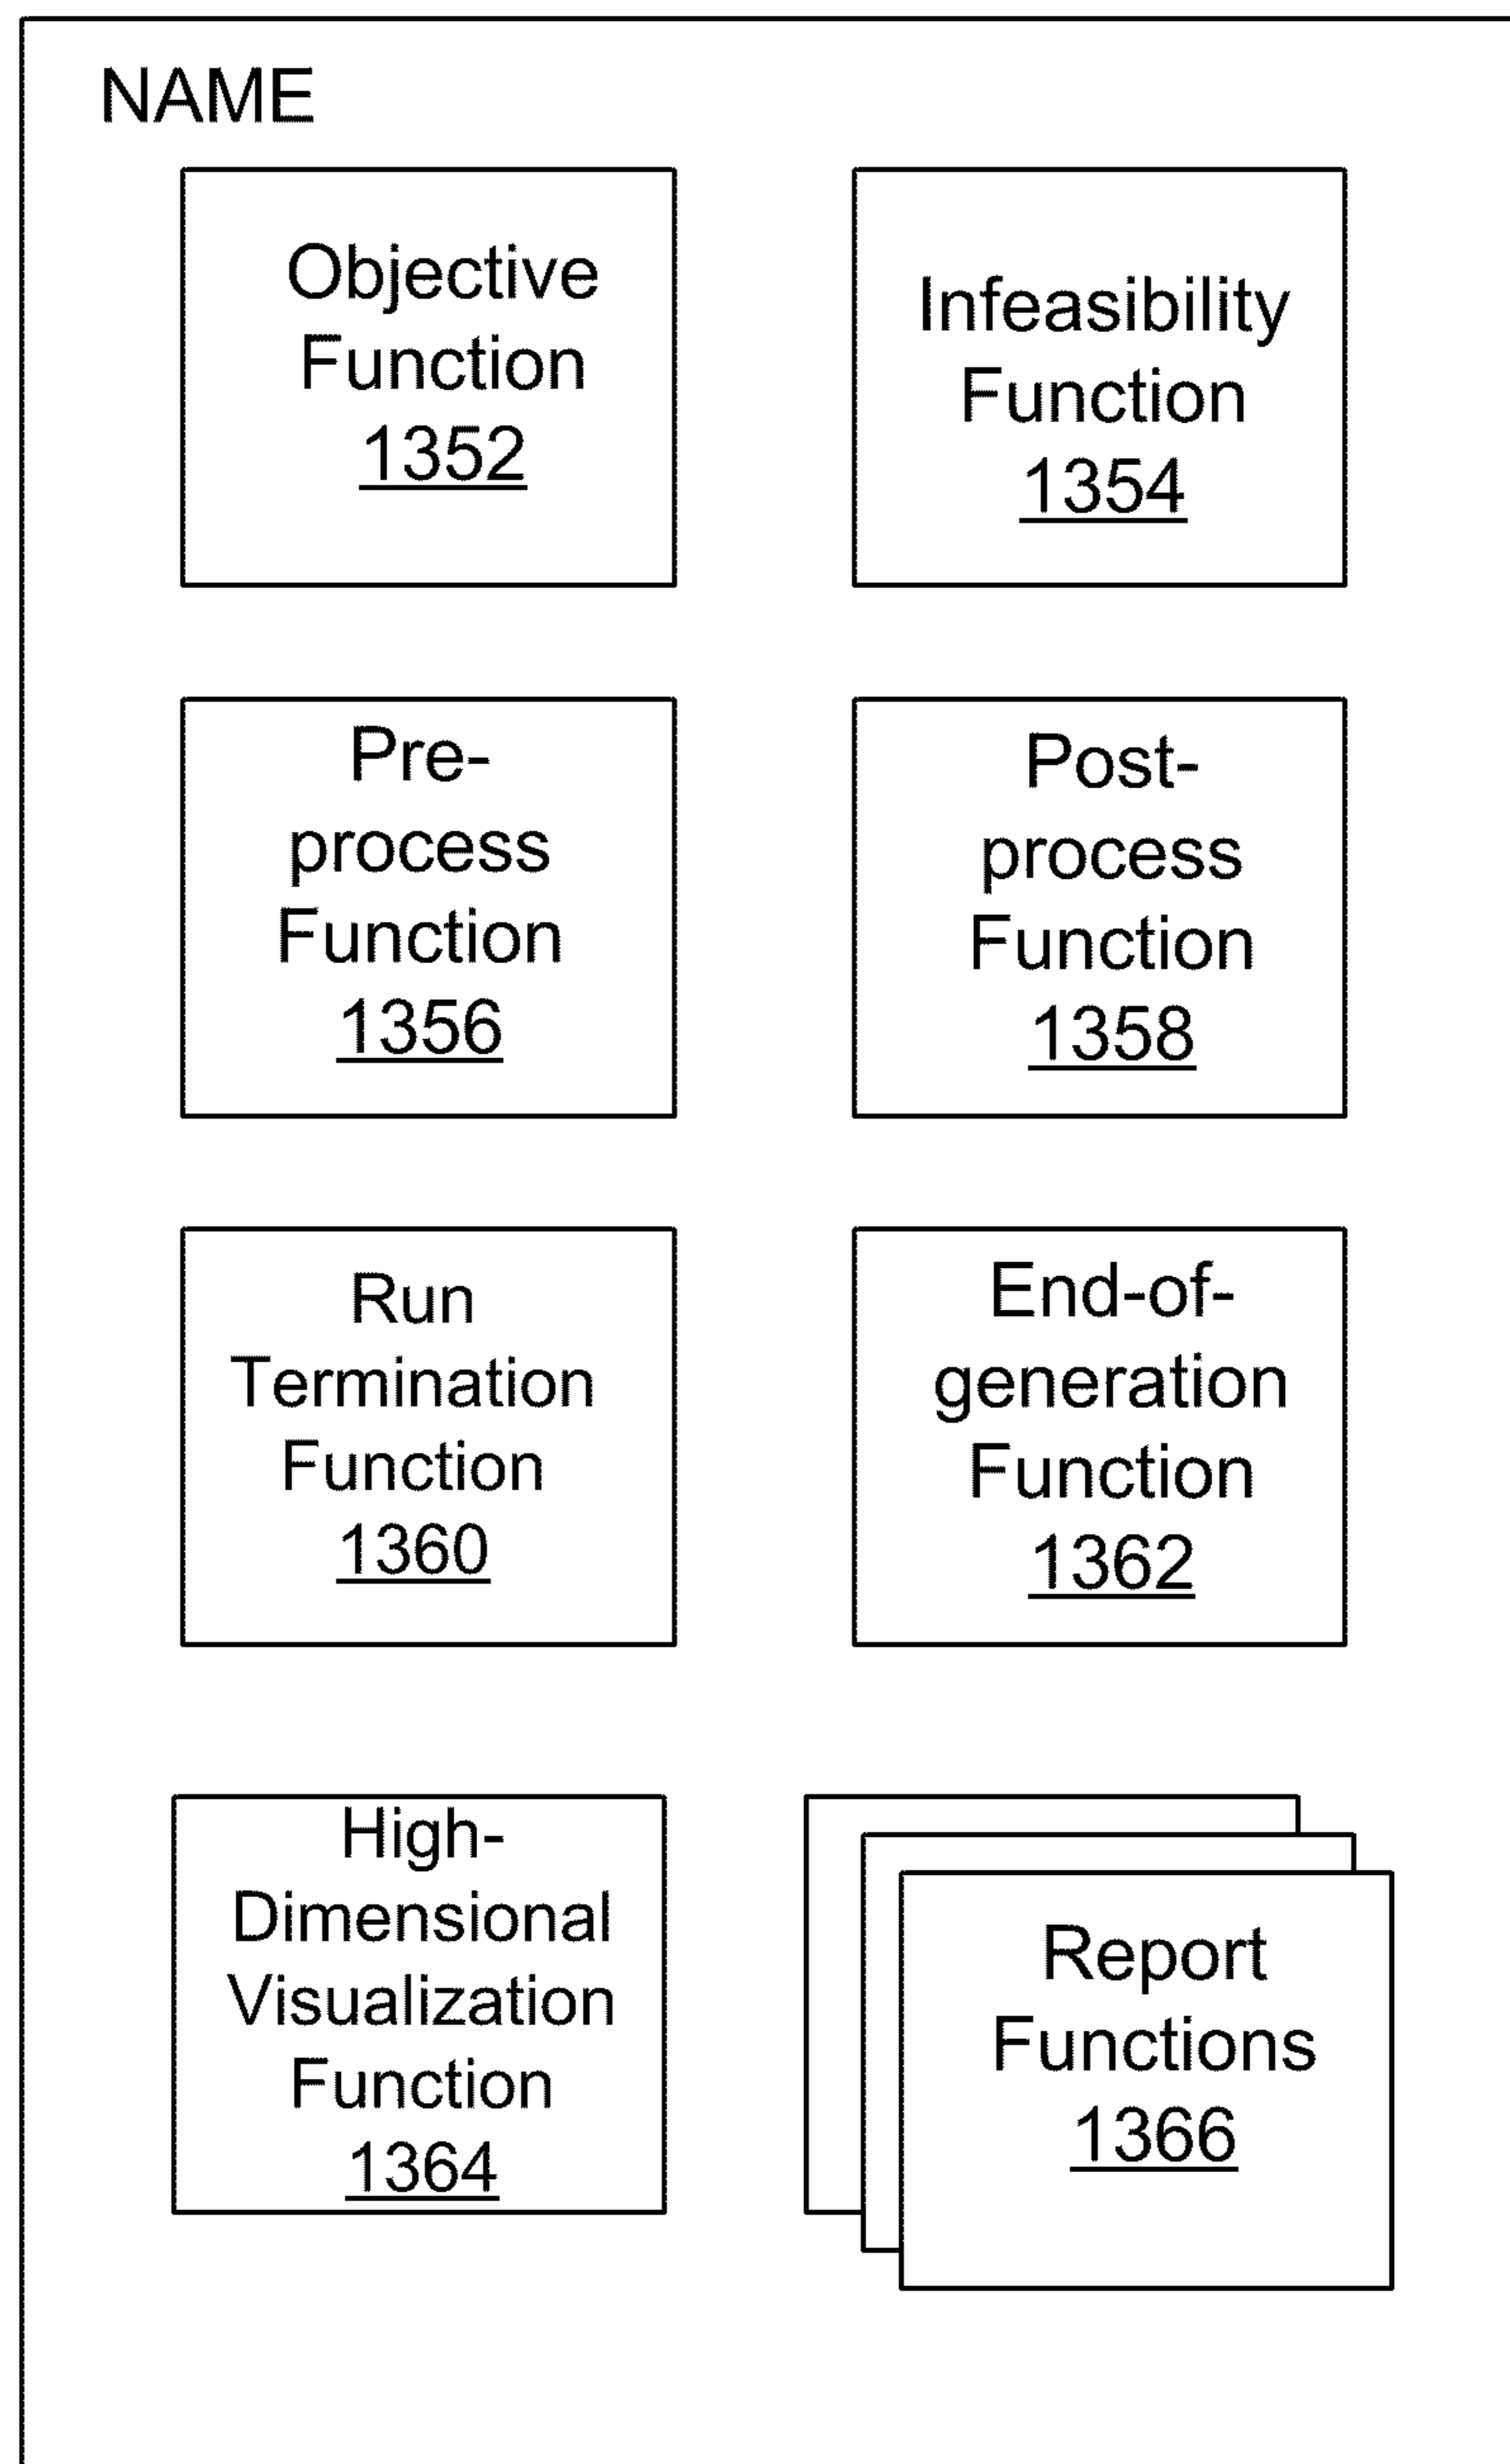 NAME
Objective
Function
1352
Infeasibility
Function
1354
Pre-
process
Function
1356
Post-
process
Function
1358
Run
Termination
Function
1360
End-of-
generation
Function
1362
High-
Dimensional
Visualization
Function
1364
Report
Functions
1366